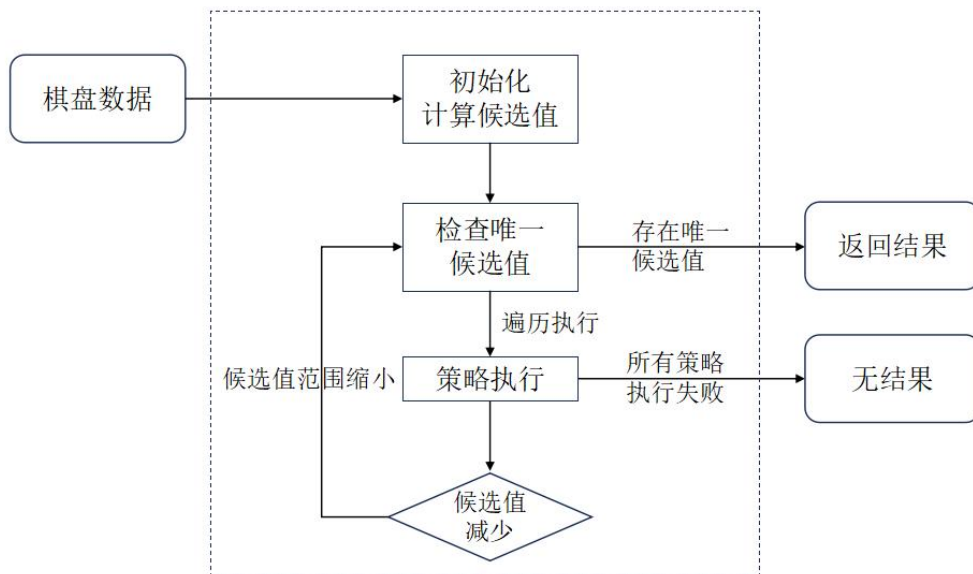 棋盘数据
初始化
计算候选值
检查唯一
候选值
存在唯一
候选值
返回结果
遍历执行
候选值范围缩小
策略执行
所有策略
执行失败
无结果
候选值
减少